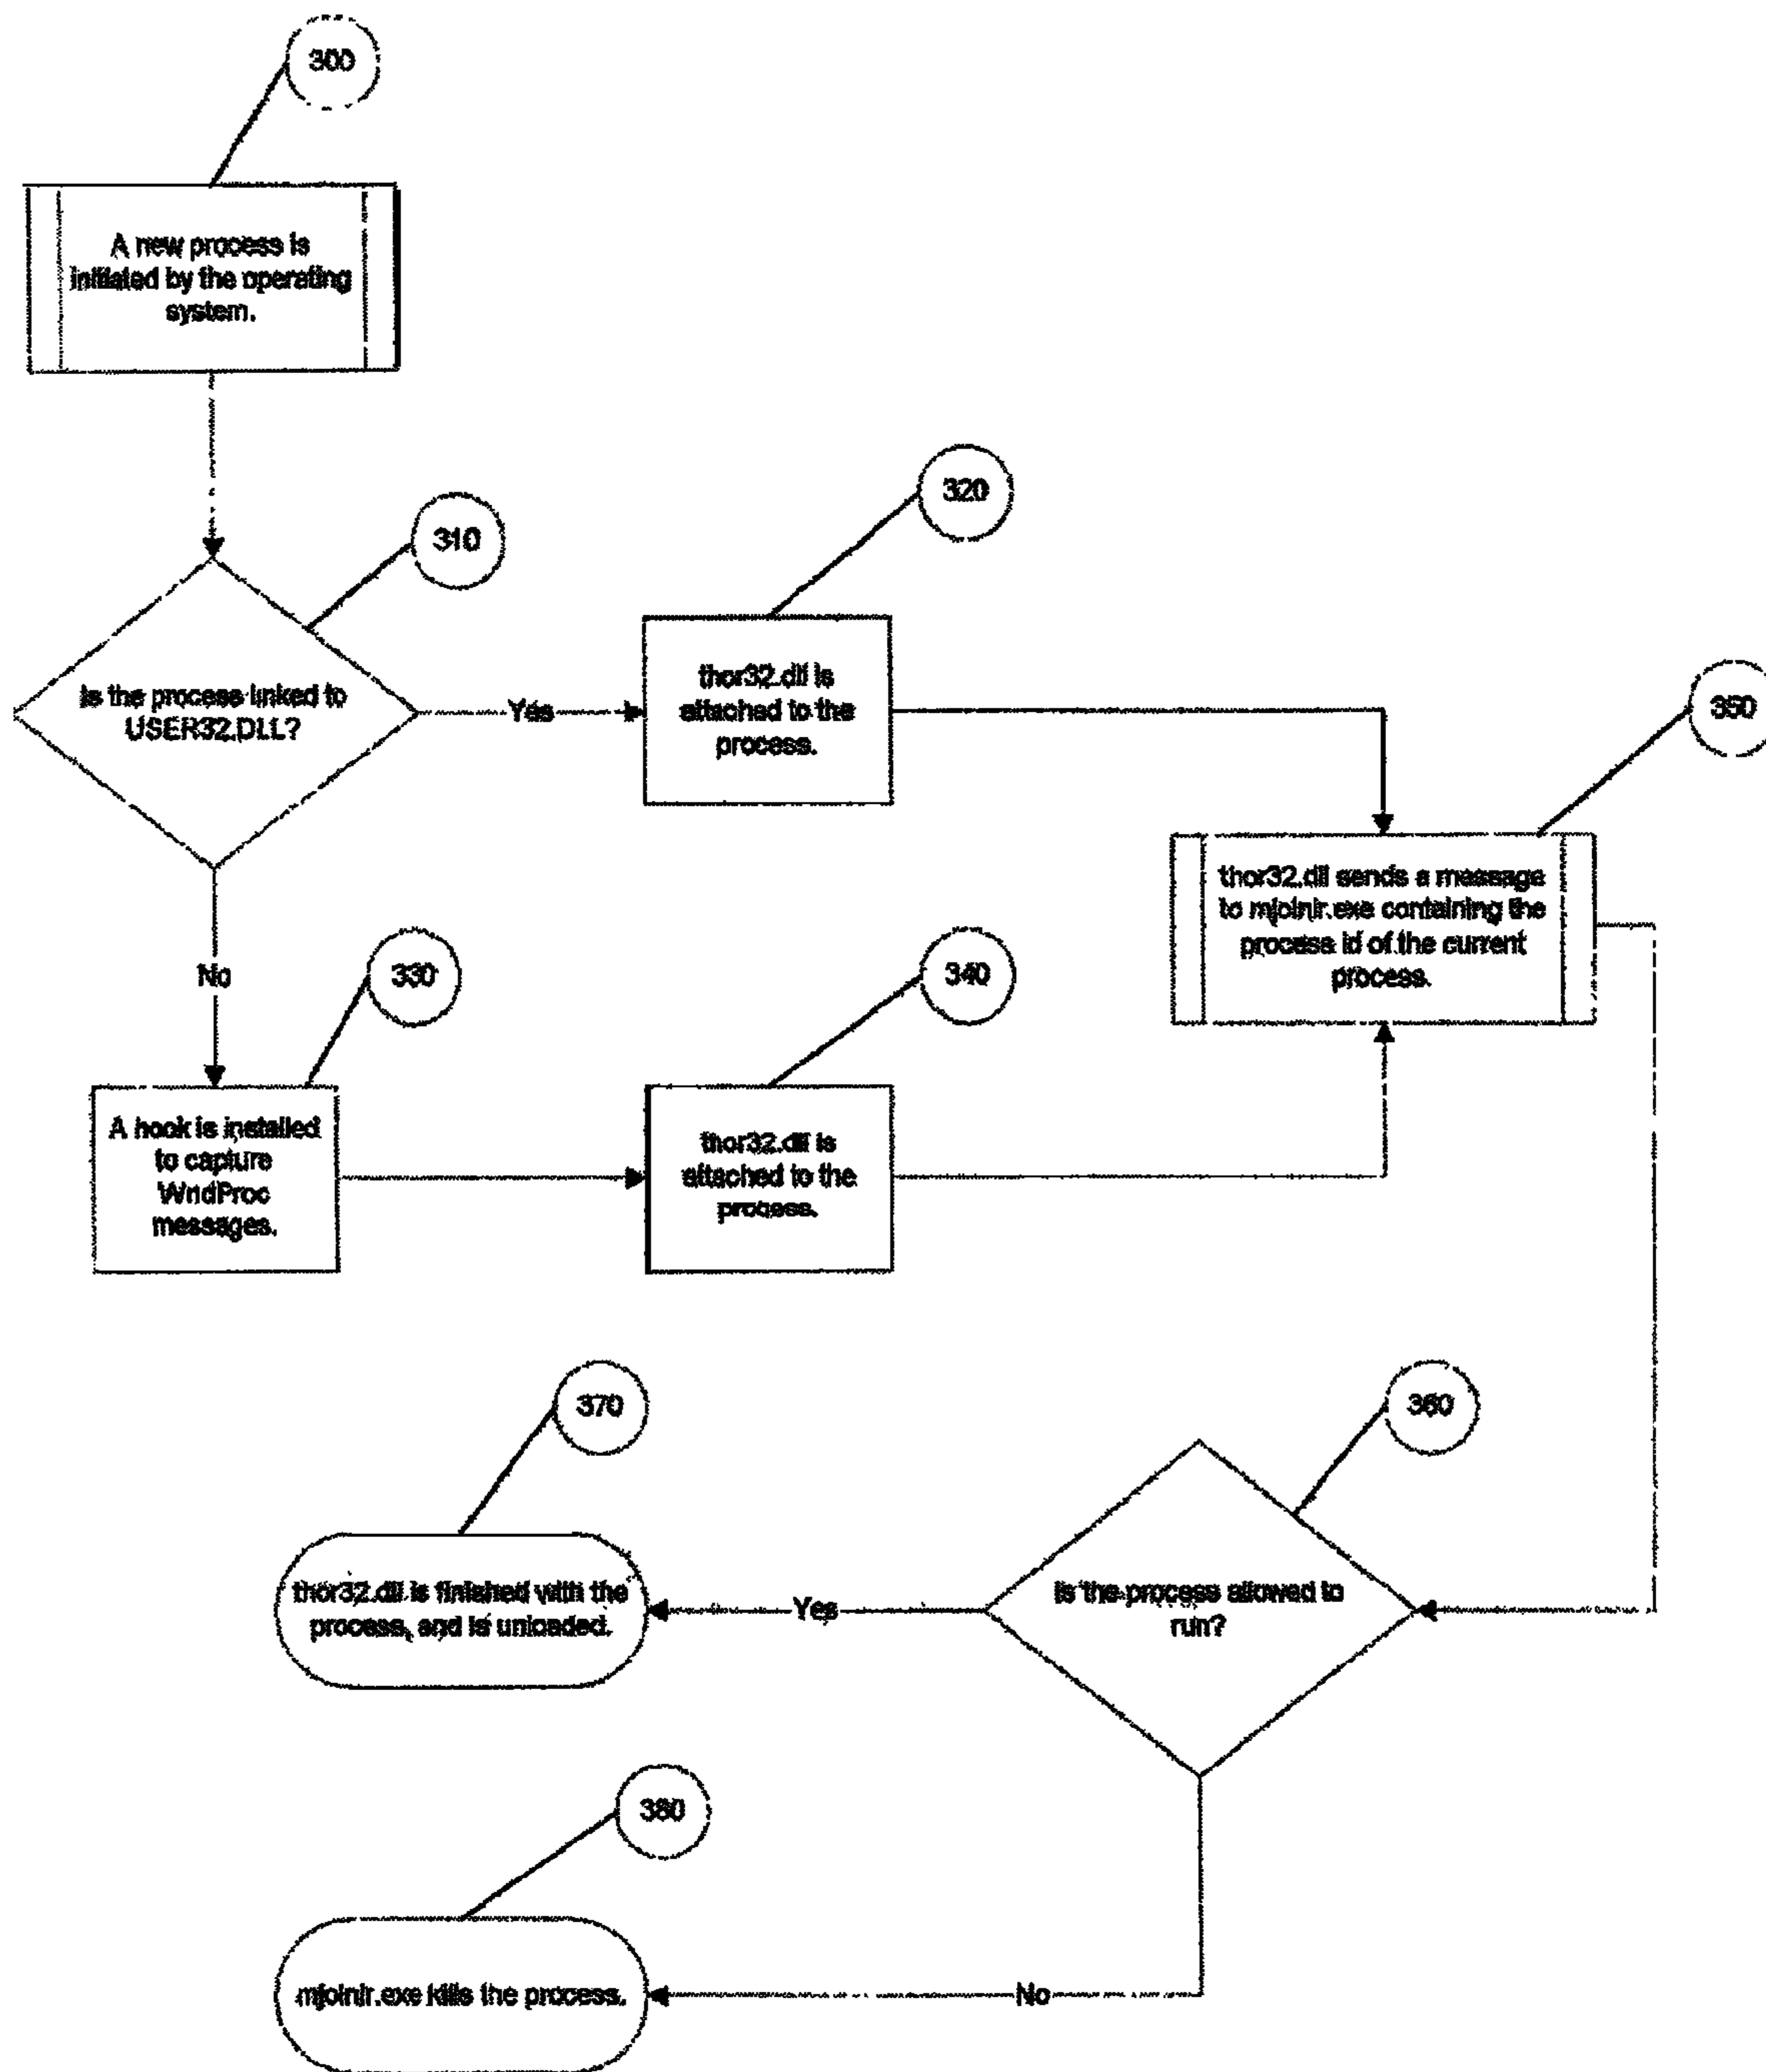 300
A new process is
initiated by the operating
system.
310
Is the process linked to
USER32.DLL?
Yes
320
thor32.dll is
attached to the
process.
350
thor32.dll sends a message
to mjolnir.exe containing the
process id of the current
process.
No
330
A hook is installed
to capture
WndProc
messages.
340
thor32.dll is
attached to the
process.
360
Is the process allowed to
run?
Yes
370
thor32.dll is finished with the
process, and is unloaded.
No
380
mjolnir.exe kills the process.